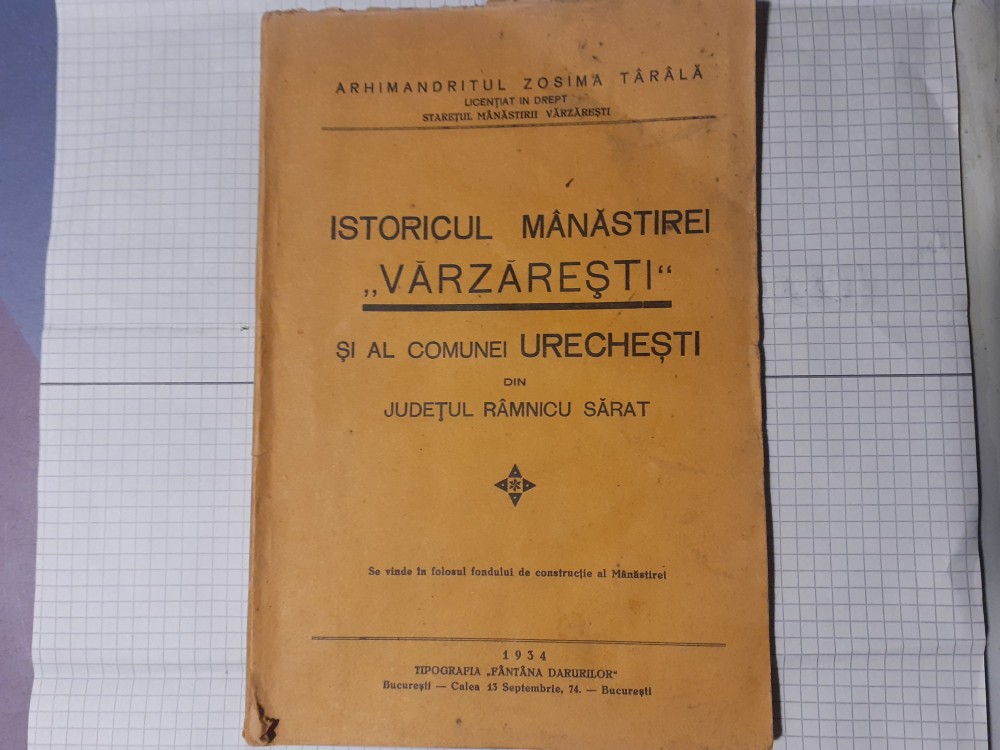 ARHIMANDRITUL ZOSIMA TÂRÂLĂ
LICENȚIAT IN DREPT
STAREȚUL MÂNĂSTIRII VĂRZĂREȘTI
ISTORICUL MÂNĂSTIREI
„VĂRZĂREȘTI“
ȘI AL COMUNEI URECHEȘTI
DIN
JUDEȚUL RÂMNICU SĂRAT
Se vinde în folosul fondului de construcție al Mânăstirei
1934
TIPOGRAFIA „FÂNTÂNA DARURILOR“
București — Calea 13 Septembrie, 74. — București